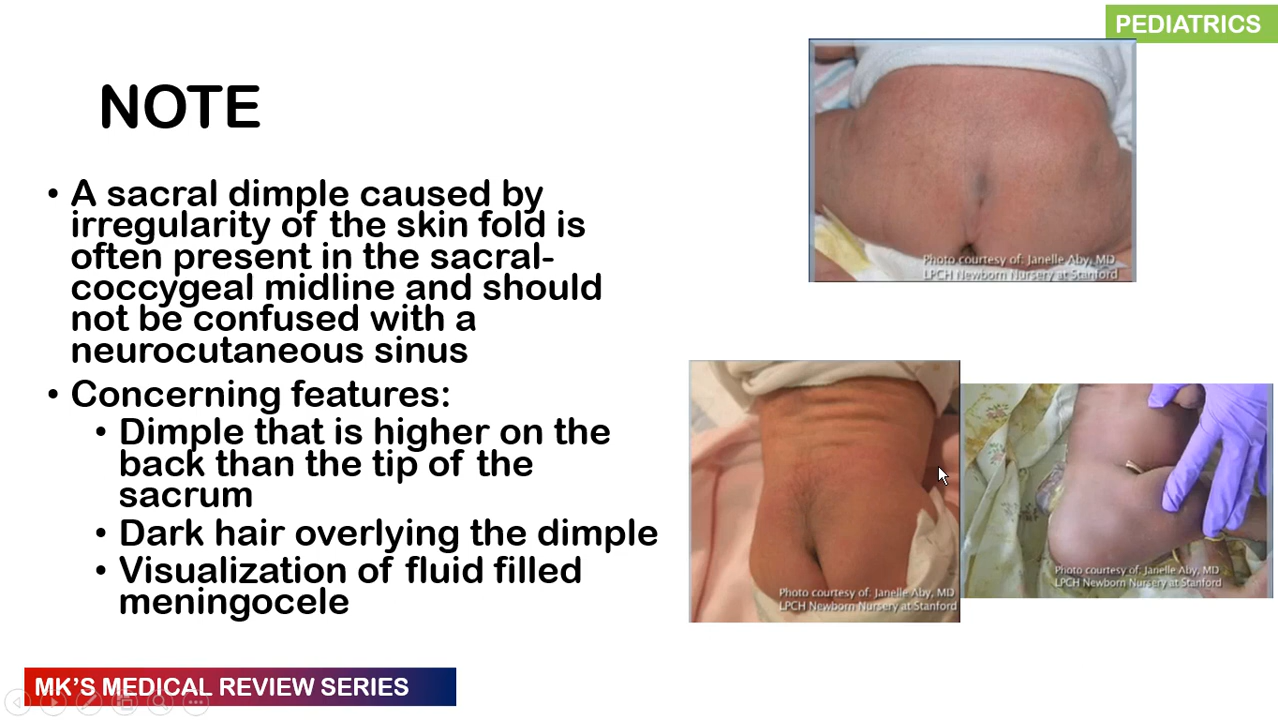 PEDIATRICS
NOTE
• A sacral dimple caused by
irregularity of the skin fold is
often present in the sacral-
coccygeal midline and should
not be confused with a
neurocutaneous sinus
• Concerning features:
• Dimple that is higher on the
back than the tip of the
sacrum
• Dark hair overlying the dimple
• Visualization of fluid filled
meningocele
Photo courtesy of: Janelle Aby, MD
LPCH Newborn Nursery at Stanford
Photo courtesy of: Janelle Aby, MD
LPCH Newborn Nursery at Stanford
Photo courtesy of: Janelle Aby, MD
LPCH Newborn Nursery at Stanford
MK'S MEDICAL REVIEW SERIES